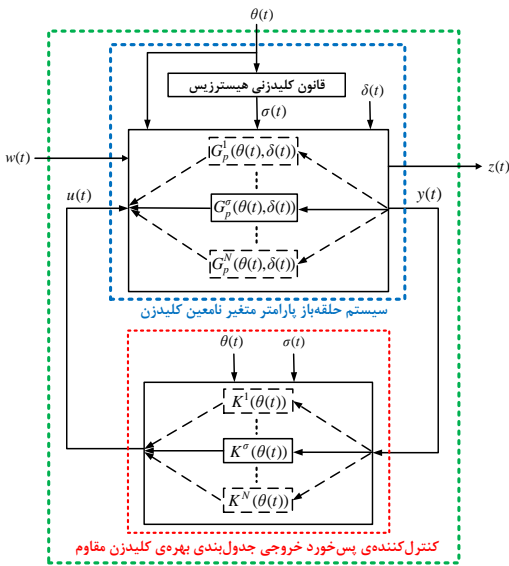 θ(t)
قانون کلیدزنی هیسترزیس
σ(t)
δ(t)
w(t)
z(t)
G_p^1(θ(t),δ(t))
u(t)
y(t)
G_p^σ(θ(t),δ(t))
G_p^N(θ(t),δ(t))
سیستم حلقه‌باز پارامتر متغیر نامعین کلیدزن
θ(t)
σ(t)
K^1(θ(t))
K^σ(θ(t))
K^N(θ(t))
کنترل‌کننده‌ی پس‌خورد خروجی جدول‌بندی بهره‌ی کلیدزن مقاوم